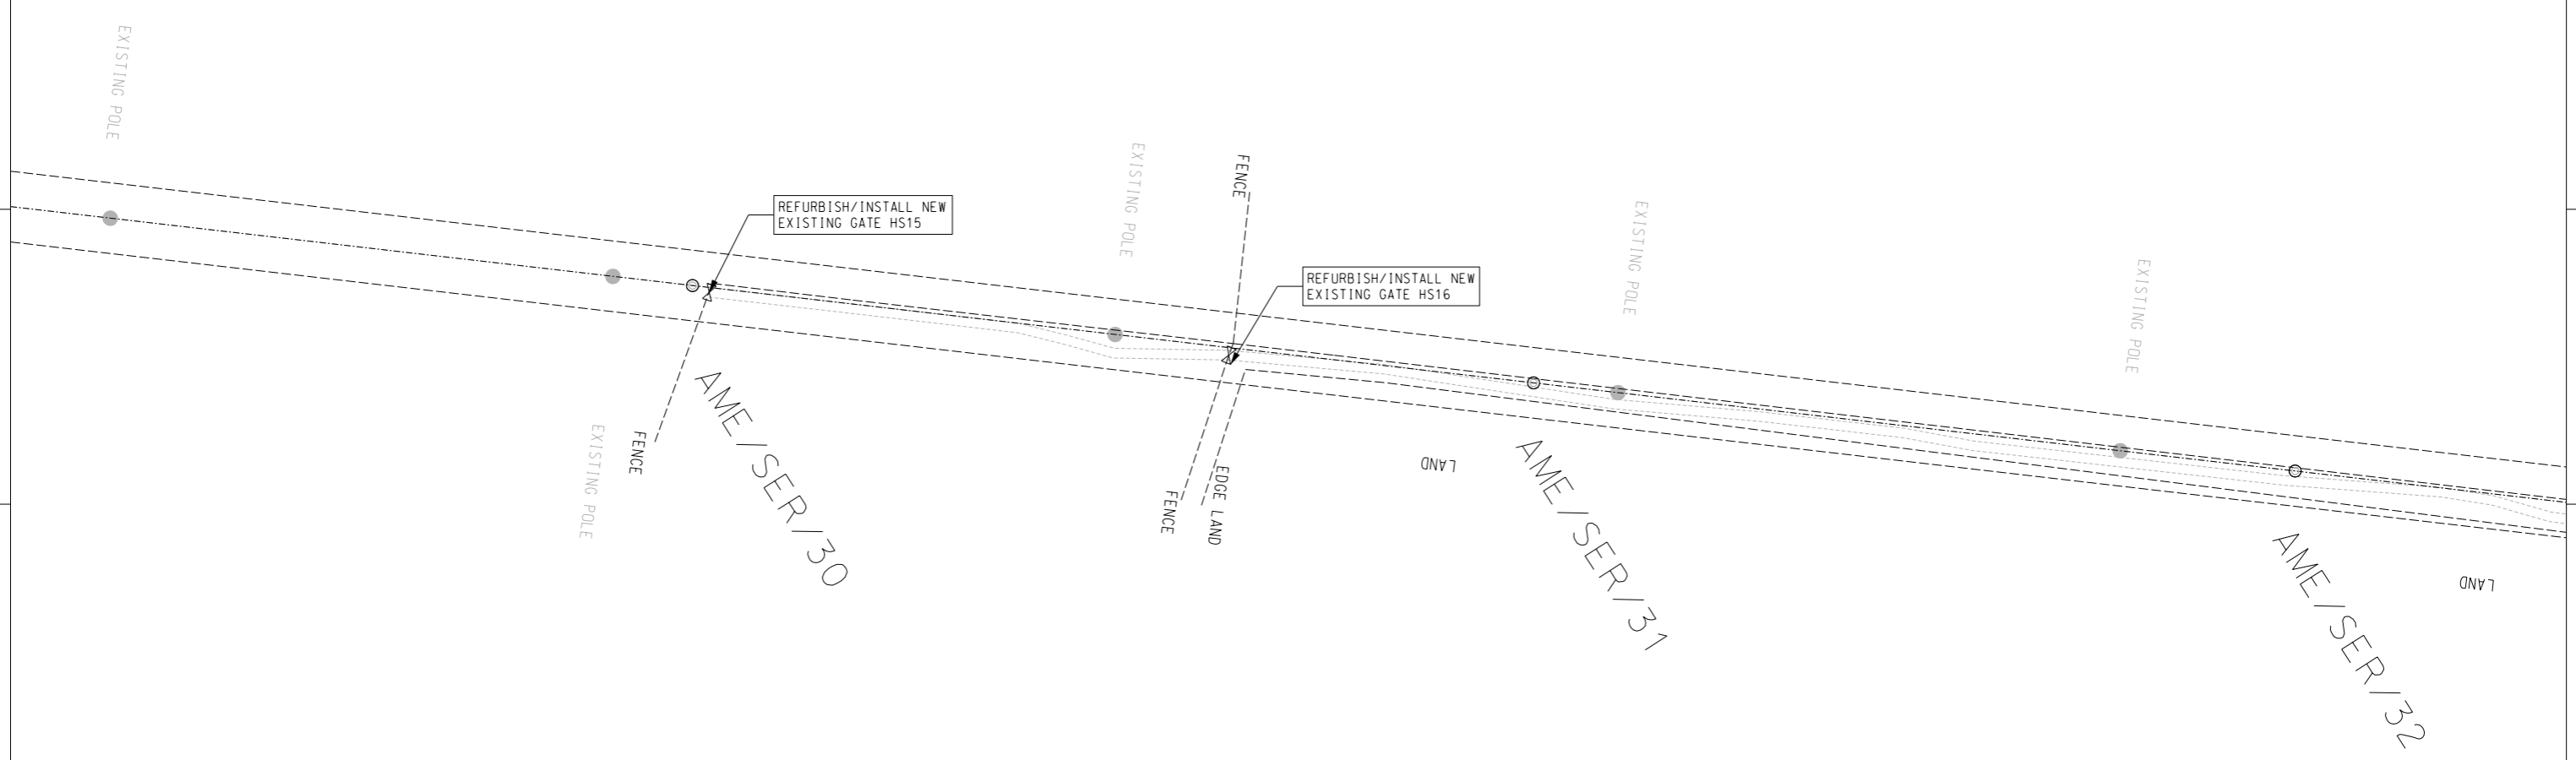 EXISTING POLE
REFURBISH/INSTALL NEW
EXISTING GATE HS15
EXISTING POLE
FENCE
REFURBISH/INSTALL NEW
EXISTING GATE HS16
EXISTING POLE
EXISTING POLE
EXISTING POLE
FENCE
AME/SER/30
FENCE
EDGE LAND
LAND
AME/SER/31
AME/SER/32
LAND